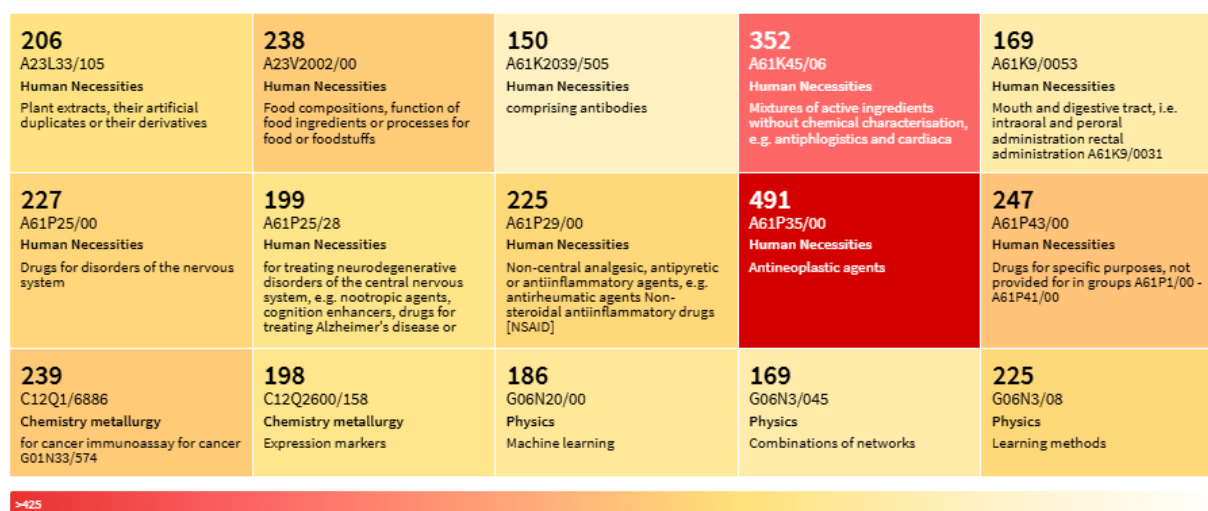 206
A23L33/105
Human Necessities
Plant extracts, their artificial
duplicates or their derivatives
238
A23V2002/00
Human Necessities
Food compositions, function of
food ingredients or processes for
food or foodstuffs
150
A61K2039/505
Human Necessities
comprising antibodies
352
A61K45/06
Human Necessities
Mixtures of active ingredients
without chemical characterisation,
e.g. antiphlogistics and cardiaca
169
A61K9/0053
Human Necessities
Mouth and digestive tract, i.e.
intraoral and peroral
administration rectal
administration A61K9/0031
227
A61P25/00
Human Necessities
Drugs for disorders of the nervous
system
199
A61P25/28
Human Necessities
for treating neurodegenerative
disorders of the central nervous
system, e.g. nootropic agents,
cognition enhancers, drugs for
treating Alzheimer's disease or
225
A61P29/00
Human Necessities
Non-central analgesic, antipyretic
or antiinflammatory agents, e.g.
antirheumatic agents Non-
steroidal antiinflammatory drugs
[NSAID]
491
A61P35/00
Human Necessities
Antineoplastic agents
247
A61P43/00
Human Necessities
Drugs for specific purposes, not
provided for in groups A61P1/00 -
A61P41/00
239
C12Q1/6886
Chemistry metallurgy
for cancer immunoassay for cancer
G01N33/574
198
C12Q2600/158
Chemistry metallurgy
Expression markers
186
G06N20/00
Physics
Machine learning
169
G06N3/045
Physics
Combinations of networks
225
G06N3/08
Physics
Learning methods
>425